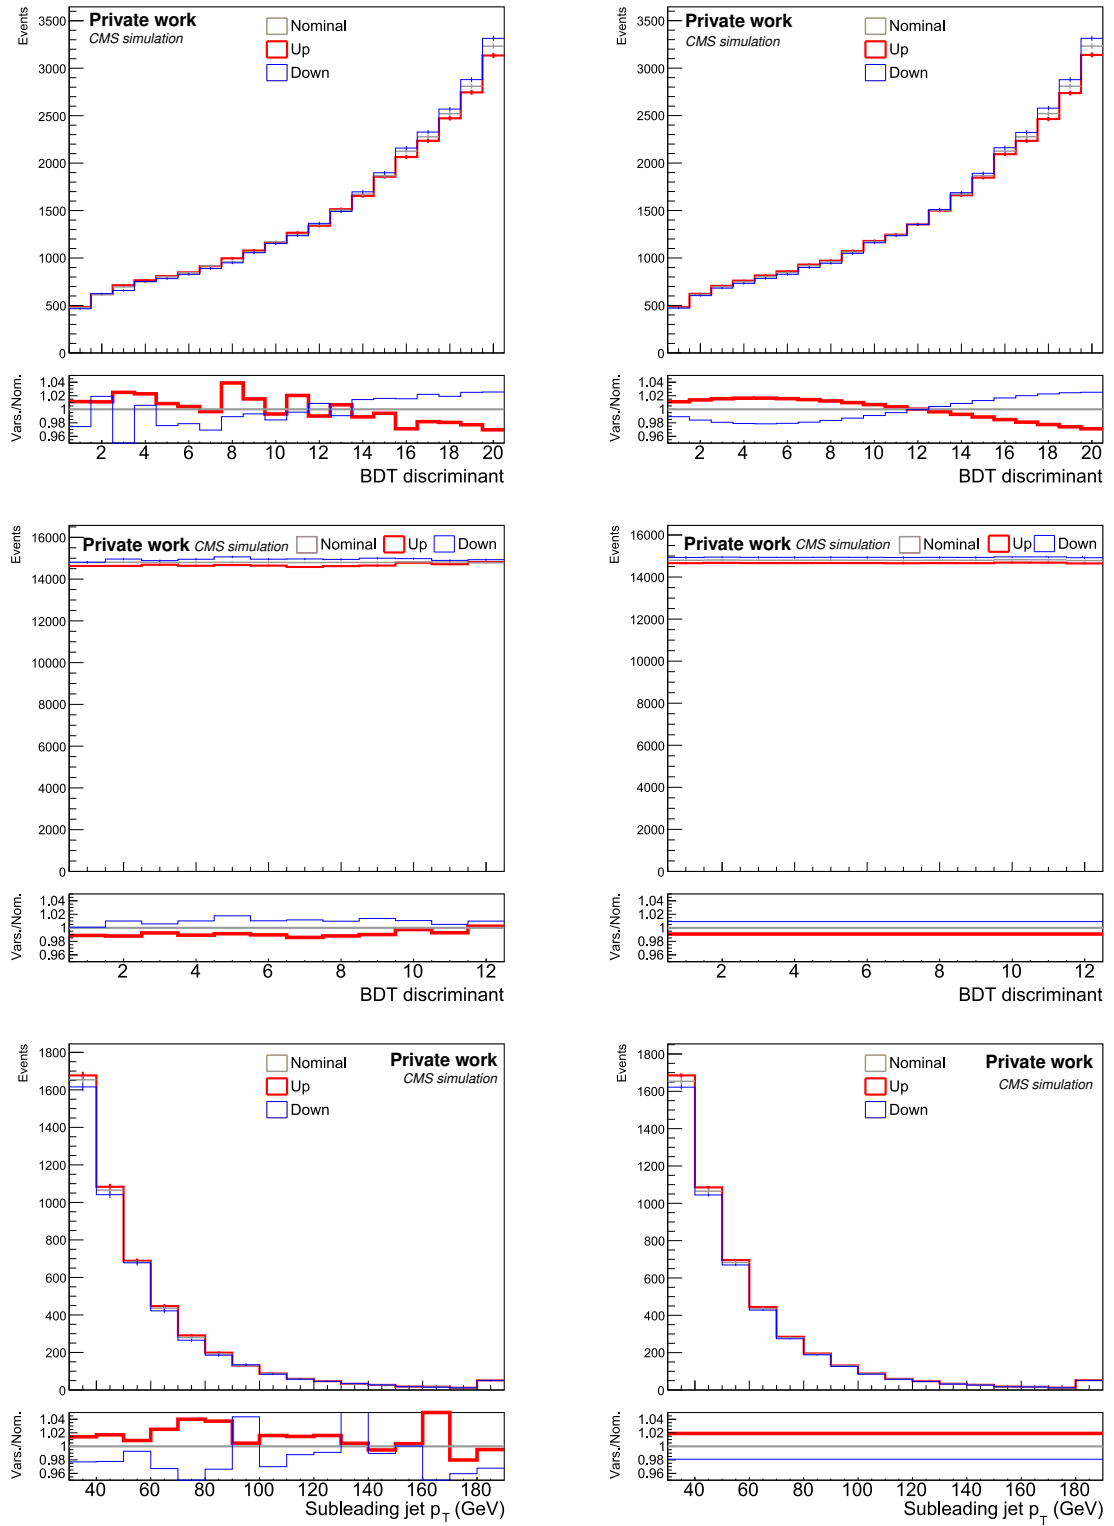 Events
3500
3000
2500
2000
1500
1000
500
0
Private work
CMS simulation
Nominal
Up
Down
Vars./Nom.
1.04
1.02
1
0.98
0.96
2 4 6 8 10 12 14 16 18 20
BDT discriminant
Events
3500
3000
2500
2000
1500
1000
500
0
Private work
CMS simulation
Nominal
Up
Down
Vars./Nom.
1.04
1.02
1
0.98
0.96
2 4 6 8 10 12 14 16 18 20
BDT discriminant
Events
16000
14000
12000
10000
8000
6000
4000
2000
0
Private work CMS simulation Nominal Up Down
Vars./Nom.
1.04
1.02
1
0.98
0.96
2 4 6 8 10 12
BDT discriminant
Events
16000
14000
12000
10000
8000
6000
4000
2000
0
Private work CMS simulation Nominal Up Down
Vars./Nom.
1.04
1.02
1
0.98
0.96
2 4 6 8 10 12
BDT discriminant
Events
1800
1600
1400
1200
1000
800
600
400
200
0
Nominal
Up
Down
Private work
CMS simulation
Vars./Nom.
1.04
1.02
1
0.98
0.96
40 60 80 100 120 140 160 180
Subleading jet p_T (GeV)
Events
1800
1600
1400
1200
1000
800
600
400
200
0
Nominal
Up
Down
Private work
CMS simulation
Vars./Nom.
1.04
1.02
1
0.98
0.96
40 60 80 100 120 140 160 180
Subleading jet p_T (GeV)